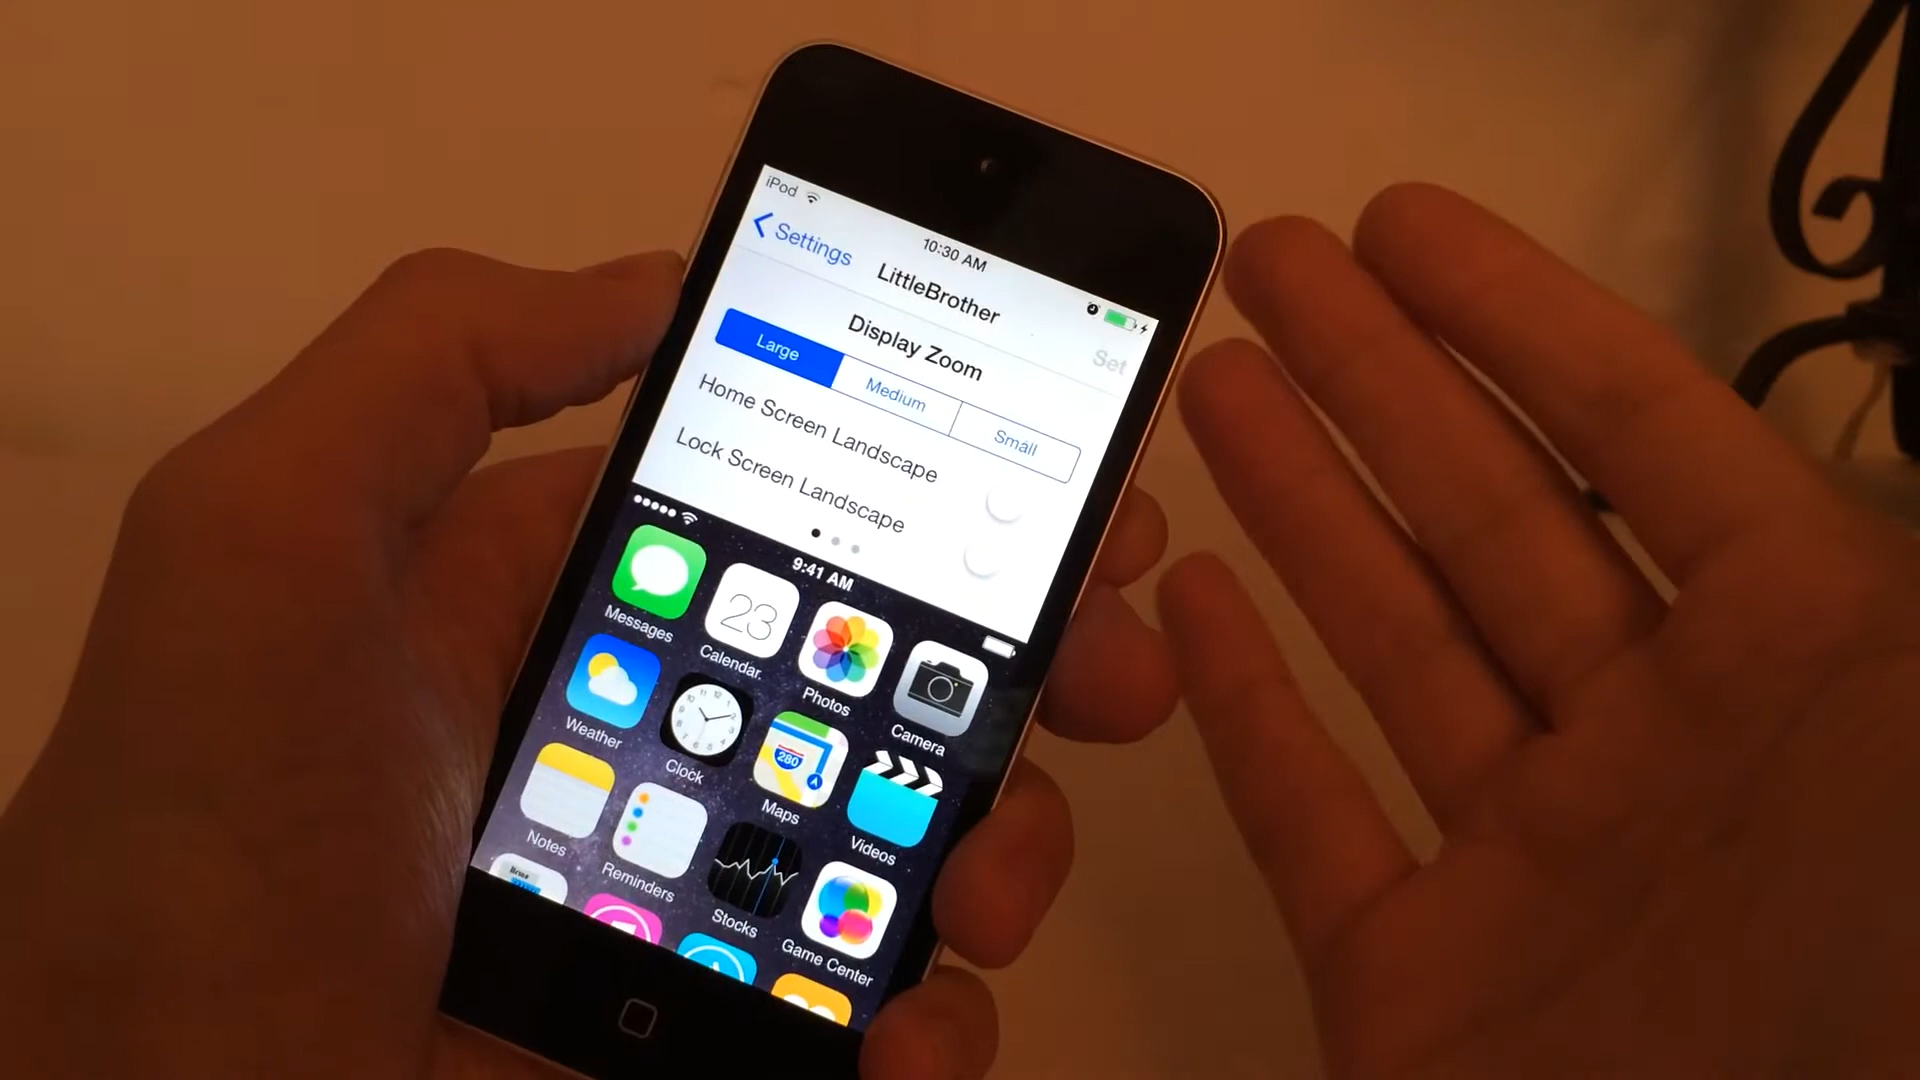 iPod 10:30 AM
Settings LittleBrother Set
Display Zoom
Large Medium Small
Home Screen Landscape
Lock Screen Landscape
9:41 AM
23
Messages Calendar Photos Camera
280
Weather Clock Maps Videos
Notes Reminders Stocks Game Center